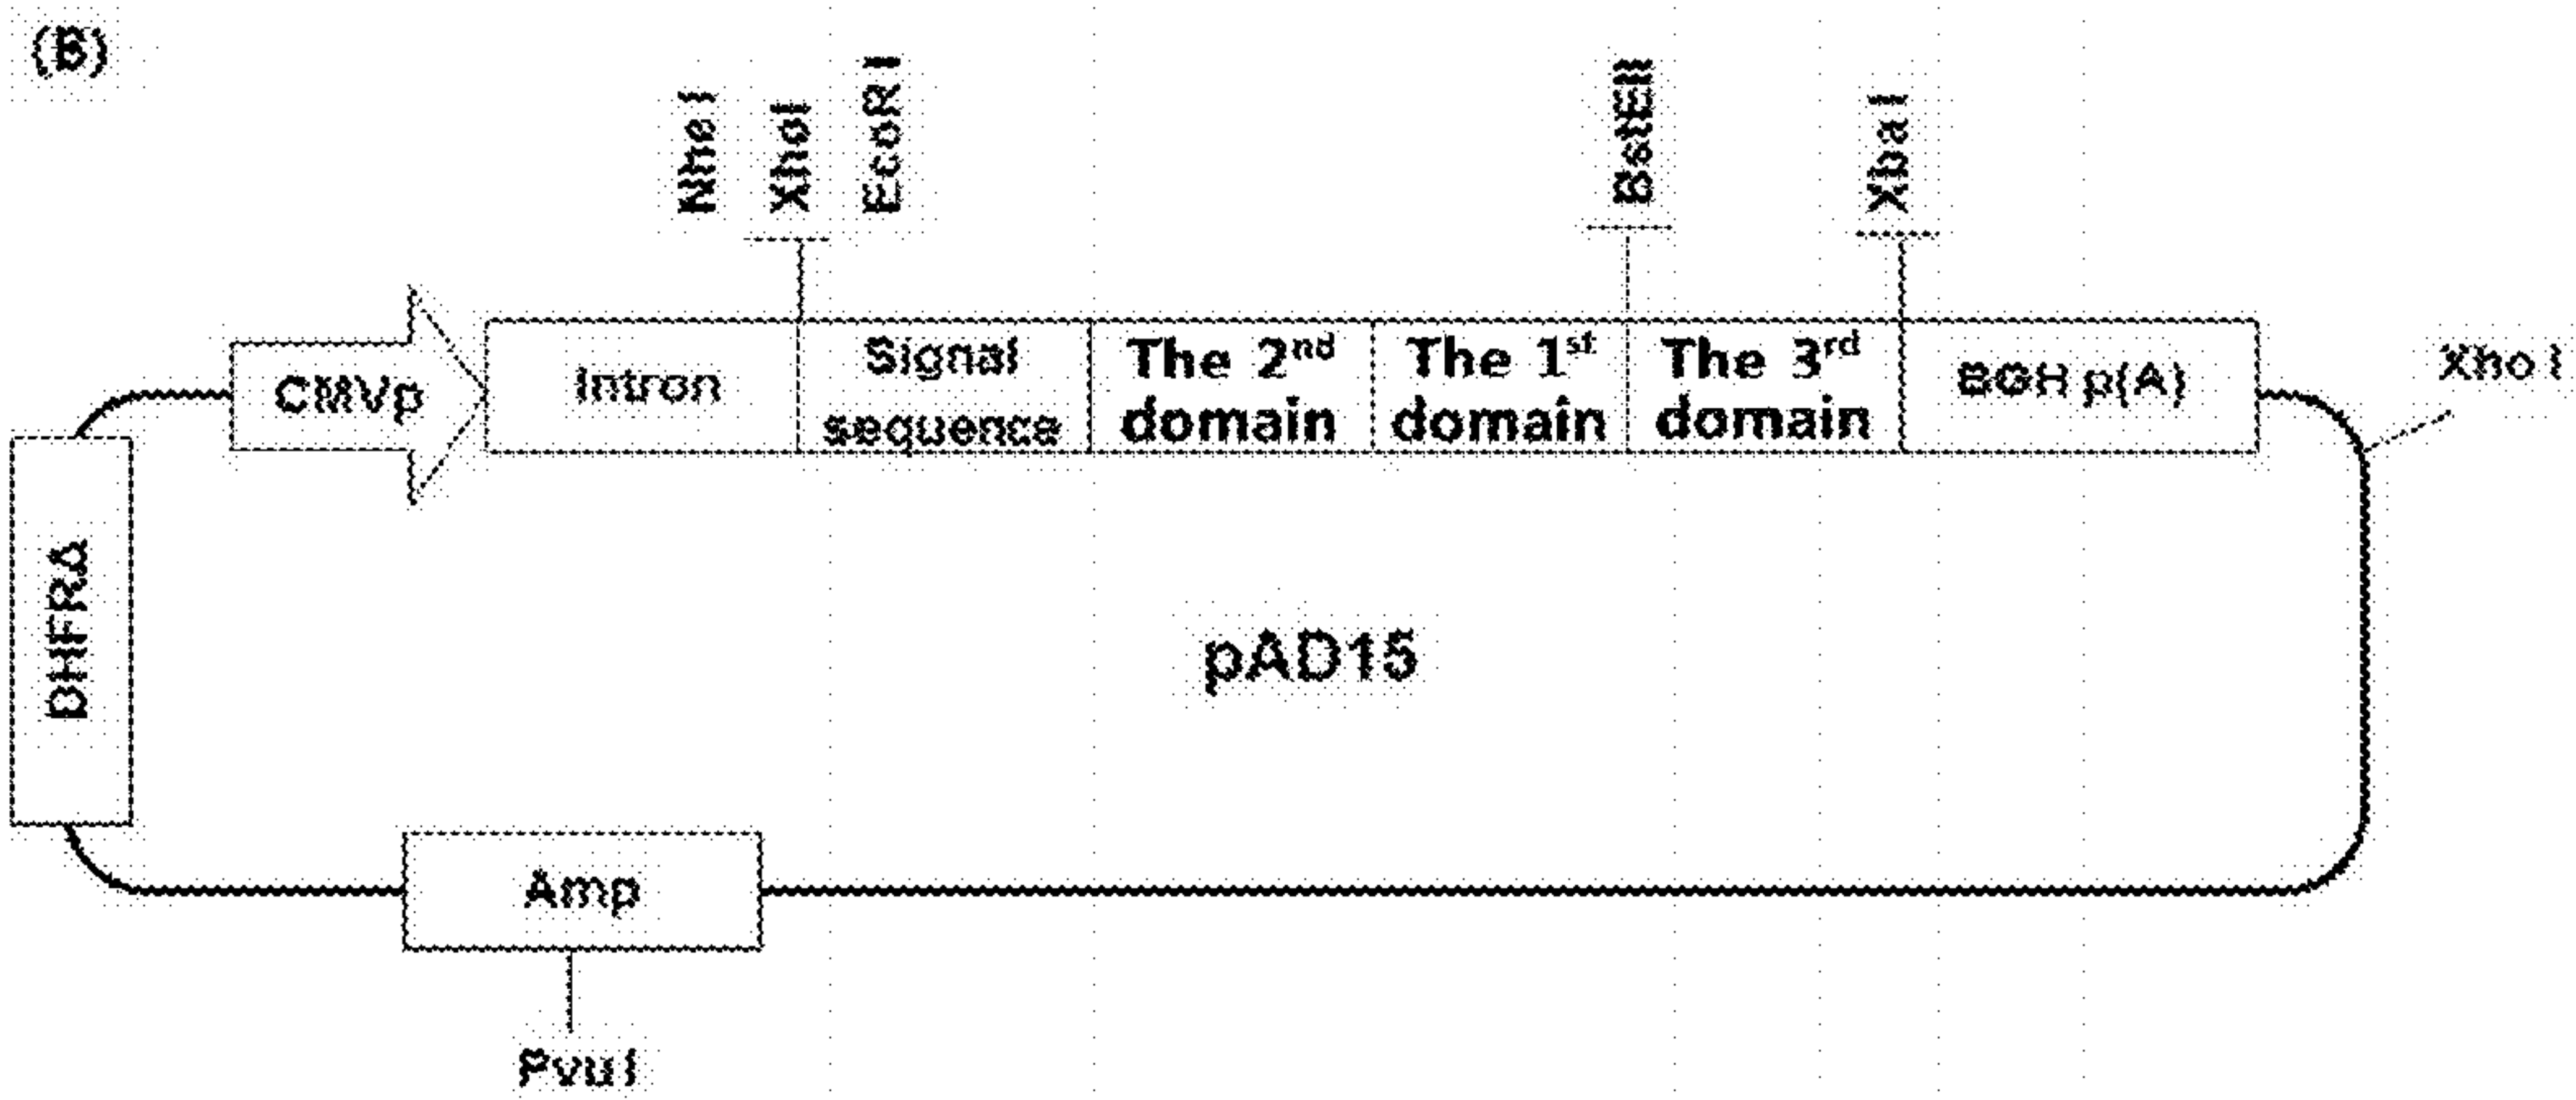 (B)
Nhe I
XhoI
EcoR I
BstEII
Xba I
CMVp
Intron
Signal
sequence
The 2nd
domain
The 1st
domain
The 3rd
domain
BGH p(A)
Xho I
DHFRΔ
pAD15
Amp
PvuI